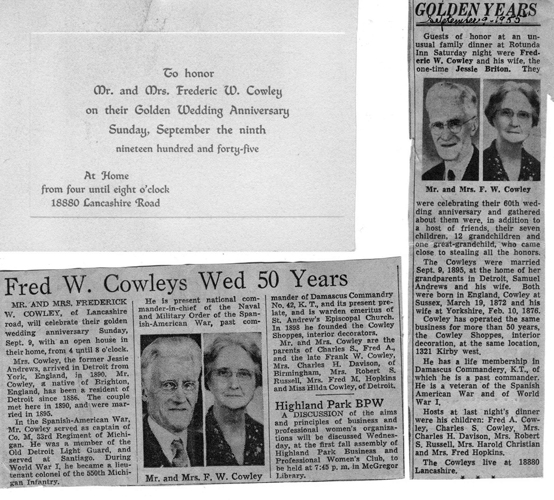 To honor
Mr. and Mrs. Frederic W. Cowley
on their Golden Wedding Anniversary
Sunday, September the ninth
nineteen hundred and forty-five
At Home
from four until eight o'clock
18880 Lancashire Road
Fred W. Cowleys Wed 50 Years
MR. AND MRS. FREDERICK
W. COWLEY, of Lancashire
road, will celebrate their golden
wedding anniversary Sunday,
Sept. 9, with an open house in
their home, from 4 until 8 o'clock.
Mrs. Cowley, the former Jessie
Andrews, arrived in Detroit from
York, England, in 1890. Mr.
Cowley, a native of Brighton,
England, has been a resident of
Detroit since 1886. The couple
met here in 1890, and were mar-
ried in 1895.
In the Spanish-American War,
Mr. Cowley served as captain of
Co. M, 33rd Regiment of Michi-
gan. He was a member of the
Old Detroit Light Guard, and
served at Santiago. During
World War I, he became a lieu-
tenant colonel of the 550th Michi-
gan Infantry.
He is present national com-
mander-in-chief of the Naval
and Military Order of the Span-
ish-American War, past com-
Mr. and Mrs. F. W. Cowley
mander of Damascus Commandry
No. 42, K. T., and its present pre-
late, and is warden emeritus of
St. Andrew's Episcopal Church.
In 1898 he founded the Cowley
Shoppes, interior decorators.
Mr. and Mrs. Cowley are the
parents of Charles S., Fred A.,
and the late Frank W. Cowley,
Mrs. Charles H. Davison, of
Birmingham, Mrs. Robert S.
Russell, Mrs. Fred M. Hopkins
and Miss Hilda Cowley, of Detroit.
Highland Park BPW
A DISCUSSION of the aims
and principles of business and
professional women's organiza-
tions will be discussed Wednes-
day, at the first fall assembly of
Highland Park Business and
Professional Women's Club, to
be held at 7:45 p. m. in McGregor
Library.
GOLDEN YEARS
September 9 - 1955
Guests of honor at an un-
usual family dinner at Rotunda
Inn Saturday night were Fred-
eric W. Cowley and his wife, the
one-time Jessie Briton. They
Mr. and Mrs. F. W. Cowley
were celebrating their 60th wed-
ding anniversary and gathered
about them were, in addition to
a host of friends, their seven
children, 12 grandchildren and
one great-grandchild, who came
close to stealing all the honors.
The Cowleys were married
Sept. 9, 1895, at the home of her
grandparents in Detroit, Samuel
Andrews and his wife. Both
were born in England, Cowley at
Sussex, March 19, 1872 and his
wife at Yorkshire, Feb. 10, 1876.
Cowley has operated the same
business for more than 50 years,
the Cowley Shoppes, interior
decoration, at the same location,
1321 Kirby west.
He has a life membership in
Damascus Commandery, K.T., of
which he is a past commander.
He is a veteran of the Spanish
American War and of World
War I.
Hosts at last night's dinner
were his children: Fred A. Cow-
ley, Charles S. Cowley, Mrs.
Charles H. Davison, Mrs. Robert
S. Russell, Mrs. Harold Christian
and Mrs. Fred Hopkins.
The Cowleys live at 18880
Lancashire.